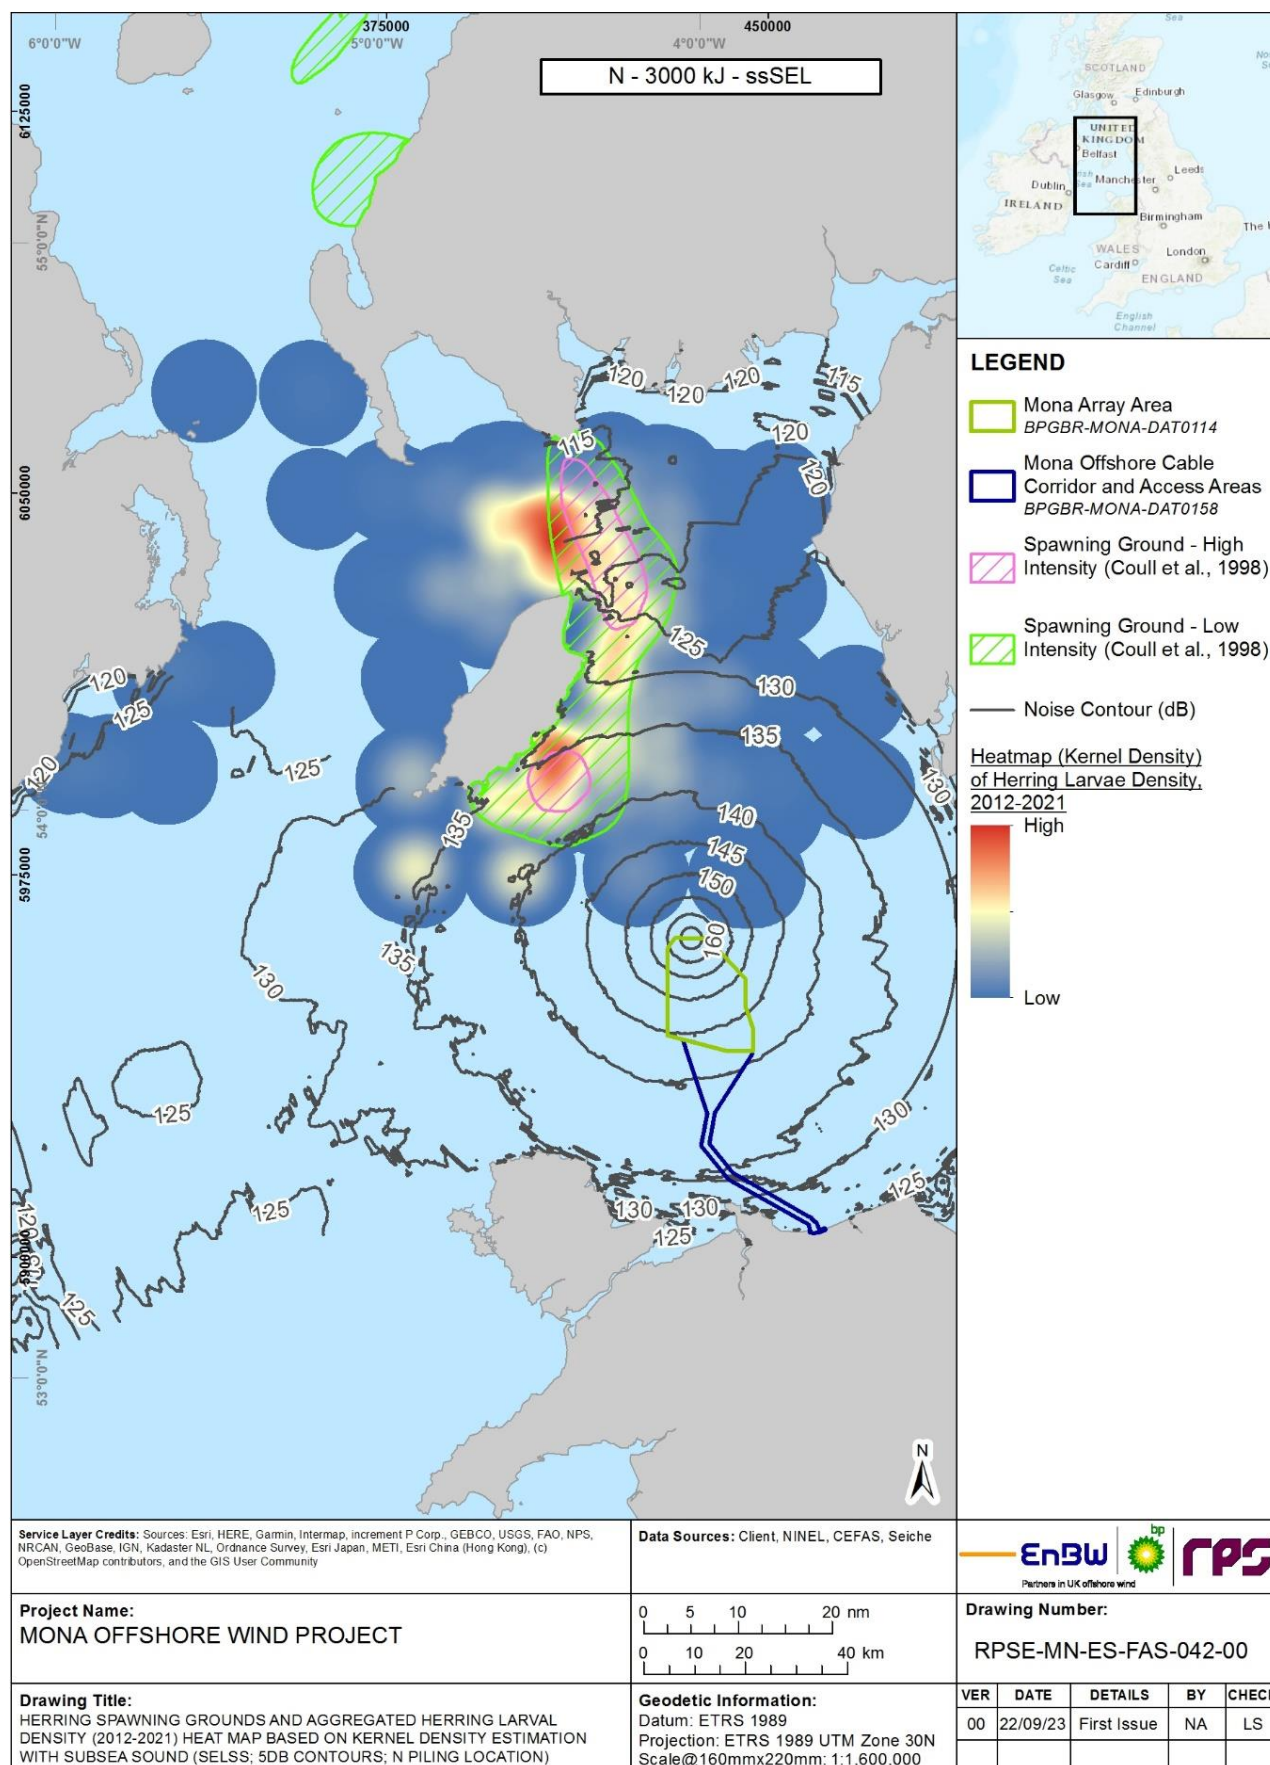 375000
450000
6°0'0"W
5°0'0"W
4°0'0"W
N - 3000 kJ - ssSEL
6125000
55°0'0"N
6050000
54°0'0"N
5975000
5900000
53°0'0"N
120
120
120
115
115
120
120
125
130
135
120
125
120
125
130
135
140
145
150
160
135
130
125
130
125
130
130
125
125
120
125
N
SCOTLAND
Glasgow
Edinburgh
UNITED
KINGDOM
Belfast
Leeds
Dublin
Manchester
IRELAND
Birmingham
WALES
London
Cardiff
Celtic
Sea
ENGLAND
English
Channel
LEGEND
Mona Array Area
BPGBR-MONA-DAT0114
Mona Offshore Cable
Corridor and Access Areas
BPGBR-MONA-DAT0158
Spawning Ground - High
Intensity (Coull et al., 1998)
Spawning Ground - Low
Intensity (Coull et al., 1998)
Noise Contour (dB)
Heatmap (Kernel Density)
of Herring Larvae Density,
2012-2021
High
Low
Service Layer Credits: Sources: Esri, HERE, Garmin, Intermap, increment P Corp., GEBCO, USGS, FAO, NPS,
NRCAN, GeoBase, IGN, Kadaster NL, Ordnance Survey, Esri Japan, METI, Esri China (Hong Kong), (c)
OpenStreetMap contributors, and the GIS User Community
Data Sources: Client, NINEL, CEFAS, Seiche
EnBW
Partners in UK offshore wind
bp
rps
Project Name:
MONA OFFSHORE WIND PROJECT
0 5 10 20 nm
0 10 20 40 km
Drawing Number:
RPSE-MN-ES-FAS-042-00
Drawing Title:
HERRING SPAWNING GROUNDS AND AGGREGATED HERRING LARVAL
DENSITY (2012-2021) HEAT MAP BASED ON KERNEL DENSITY ESTIMATION
WITH SUBSEA SOUND (SELSS; 5DB CONTOURS; N PILING LOCATION)
Geodetic Information:
Datum: ETRS 1989
Projection: ETRS 1989 UTM Zone 30N
Scale@160mmx220mm: 1:1,600,000
VER DATE DETAILS BY CHECK
00 22/09/23 First Issue NA LS